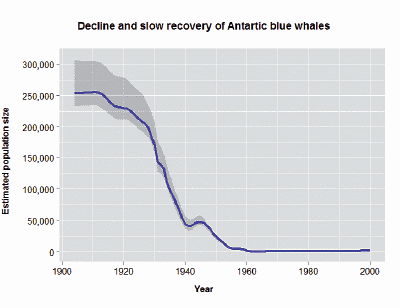 Decline and slow recovery of Antartic blue whales
300,000
250,000
200,000
150,000
100,000
50,000
0
Estimated population size
1900 1920 1940 1960 1980 2000
Year